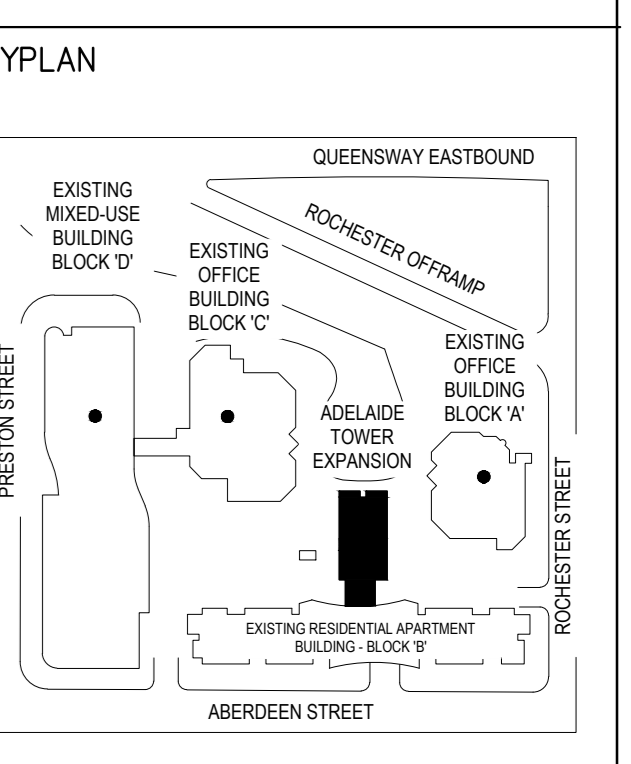 YPLAN
QUEENSWAY EASTBOUND
EXISTING
MIXED-USE
BUILDING
BLOCK 'D'
ROCHESTER OFFRAMP
EXISTING
OFFICE
BUILDING
BLOCK 'C'
EXISTING
OFFICE
BUILDING
BLOCK 'A'
PRESTON STREET
ADELAIDE
TOWER
EXPANSION
ROCHESTER STREET
EXISTING RESIDENTIAL APARTMENT
BUILDING - BLOCK 'B'
ABERDEEN STREET